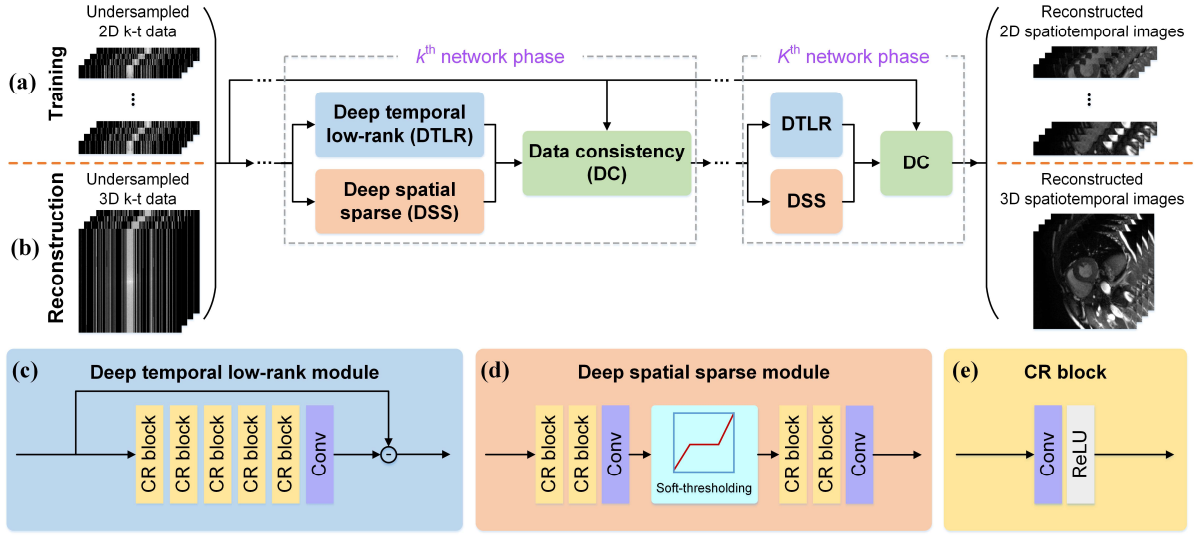 (a)
Training
Undersampled
2D k-t data
...
kth network phase
Kth network phase
...
...
Deep temporal
low-rank (DTLR)
Deep spatial
sparse (DSS)
Data consistency
(DC)
...
...
DTLR
DSS
DC
Reconstructed
2D spatiotemporal images
...
(b)
Reconstruction
Undersampled
3D k-t data
Reconstructed
3D spatiotemporal images
(c)
Deep temporal low-rank module
CR block
CR block
CR block
CR block
CR block
Conv
-
(d)
Deep spatial sparse module
CR block
CR block
Conv
Soft-thresholding
CR block
CR block
Conv
(e)
CR block
Conv
ReLU